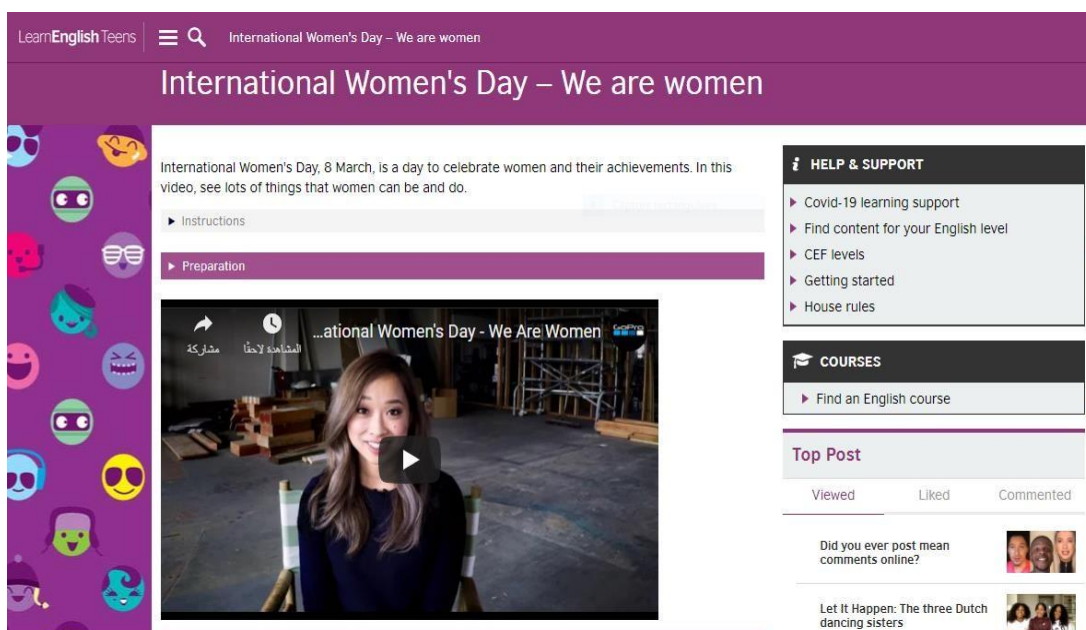 LearnEnglish Teens
International Women's Day – We are women
International Women's Day – We are women
International Women's Day, 8 March, is a day to celebrate women and their achievements. In this
video, see lots of things that women can be and do.
Instructions
Preparation
...ational Women's Day - We Are Women
GoPro
المشاهدة لاحقًا
مشاركة
HELP & SUPPORT
Covid-19 learning support
Find content for your English level
CEF levels
Getting started
House rules
COURSES
Find an English course
Top Post
Viewed Liked Commented
Did you ever post mean
comments online?
Let It Happen: The three Dutch
dancing sisters